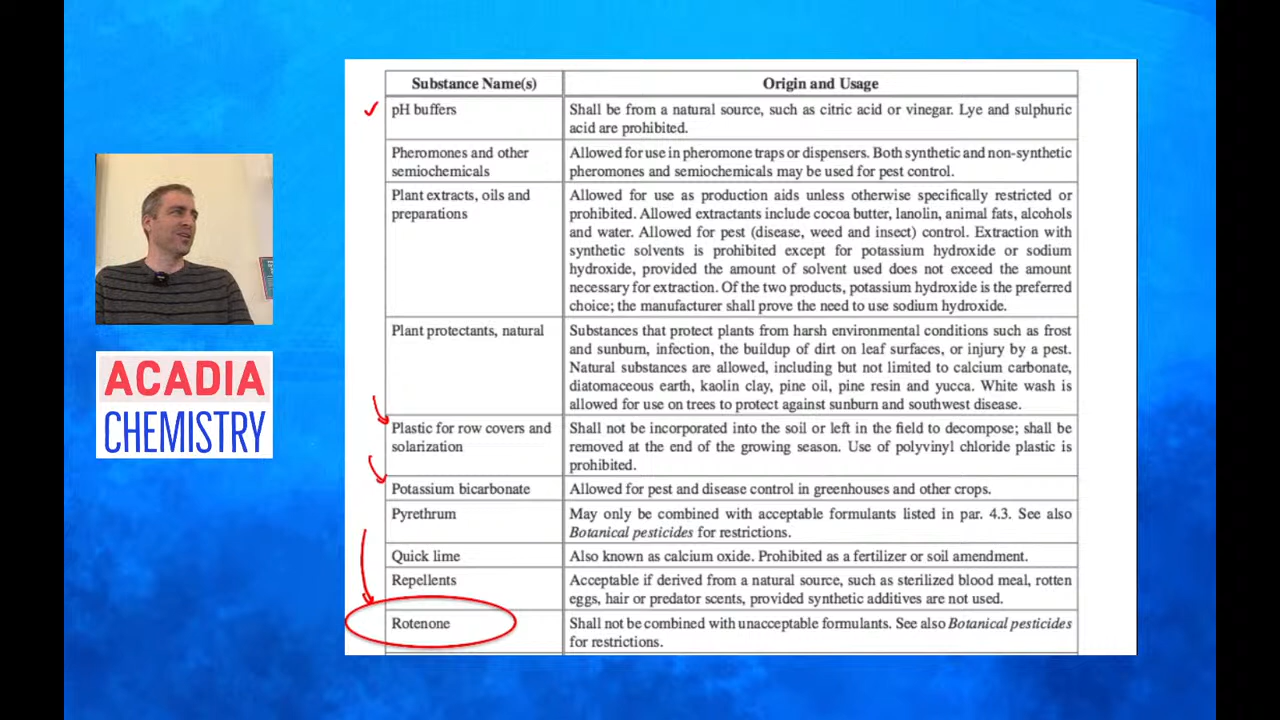 ACADIA
CHEMISTRY
Substance Name(s) Origin and Usage
pH buffers Shall be from a natural source, such as citric acid or vinegar. Lye and sulphuric
acid are prohibited.
Pheromones and other Allowed for use in pheromone traps or dispensers. Both synthetic and non-synthetic
semiochemicals pheromones and semiochemicals may be used for pest control.
Plant extracts, oils and Allowed for use as production aids unless otherwise specifically restricted or
preparations prohibited. Allowed extractants include cocoa butter, lanolin, animal fats, alcohols
and water. Allowed for pest (disease, weed and insect) control. Extraction with
synthetic solvents is prohibited except for potassium hydroxide or sodium
hydroxide, provided the amount of solvent used does not exceed the amount
necessary for extraction. Of the two products, potassium hydroxide is the preferred
choice; the manufacturer shall prove the need to use sodium hydroxide.
Plant protectants, natural Substances that protect plants from harsh environmental conditions such as frost
and sunburn, infection, the buildup of dirt on leaf surfaces, or injury by a pest.
Natural substances are allowed, including but not limited to calcium carbonate,
diatomaceous earth, kaolin clay, pine oil, pine resin and yucca. White wash is
allowed for use on trees to protect against sunburn and southwest disease.
Plastic for row covers and Shall not be incorporated into the soil or left in the field to decompose; shall be
solarization removed at the end of the growing season. Use of polyvinyl chloride plastic is
prohibited.
Potassium bicarbonate Allowed for pest and disease control in greenhouses and other crops.
Pyrethrum May only be combined with acceptable formulants listed in par. 4.3. See also
Botanical pesticides for restrictions.
Quick lime Also known as calcium oxide. Prohibited as a fertilizer or soil amendment.
Repellents Acceptable if derived from a natural source, such as sterilized blood meal, rotten
eggs, hair or predator scents, provided synthetic additives are not used.
Rotenone Shall not be combined with unacceptable formulants. See also Botanical pesticides
for restrictions.